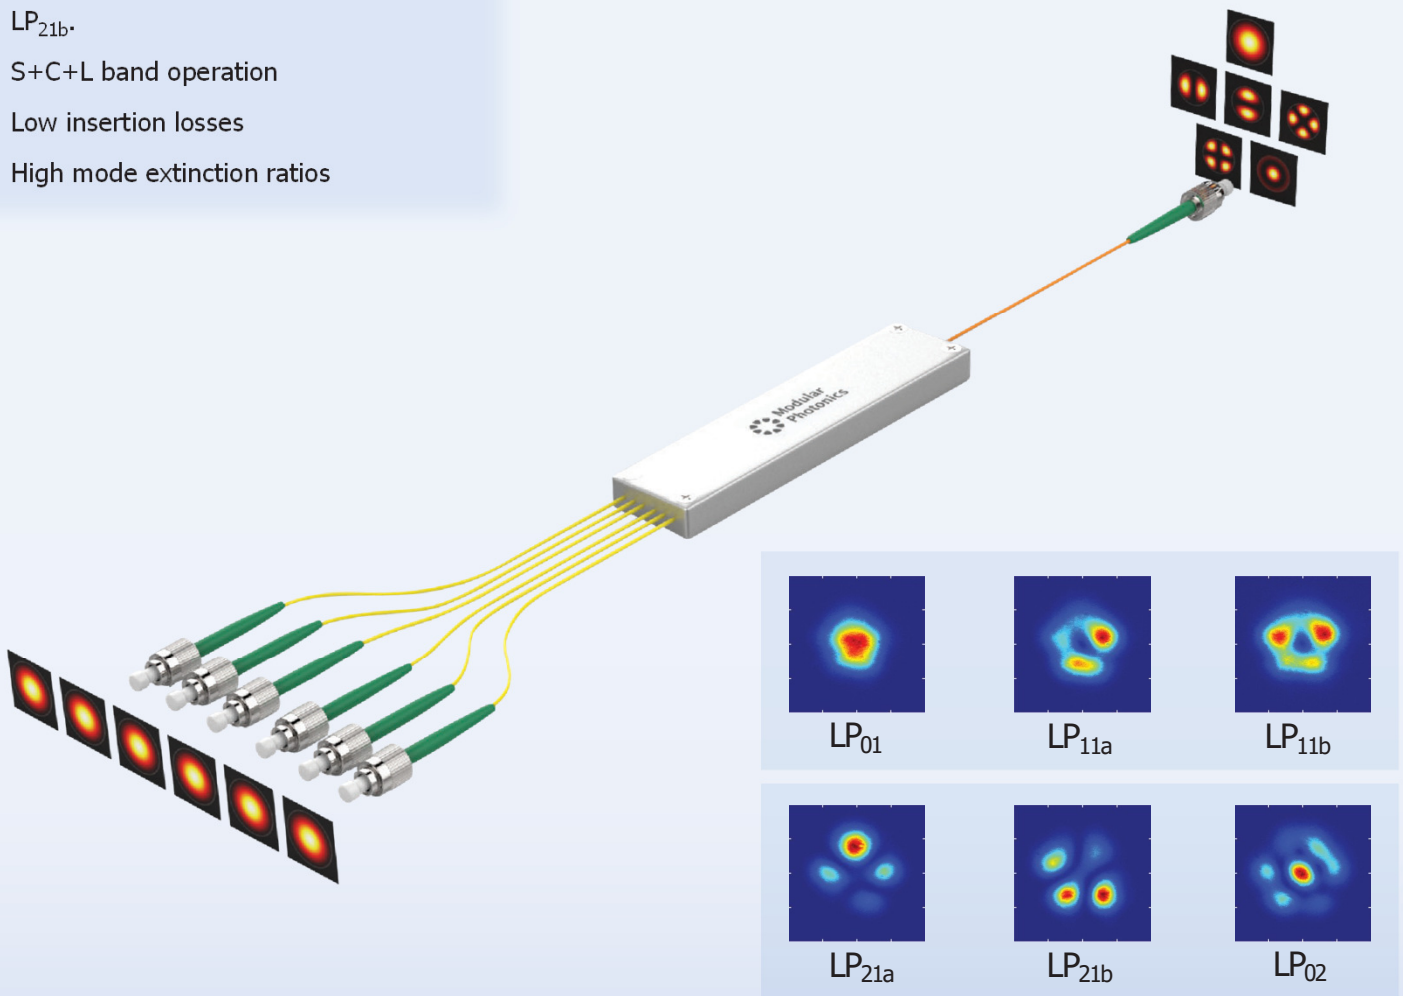 LP21b.
S+C+L band operation
Low insertion losses
High mode extinction ratios
Modular
Photonics
LP01
LP11a
LP11b
LP21a
LP21b
LP02